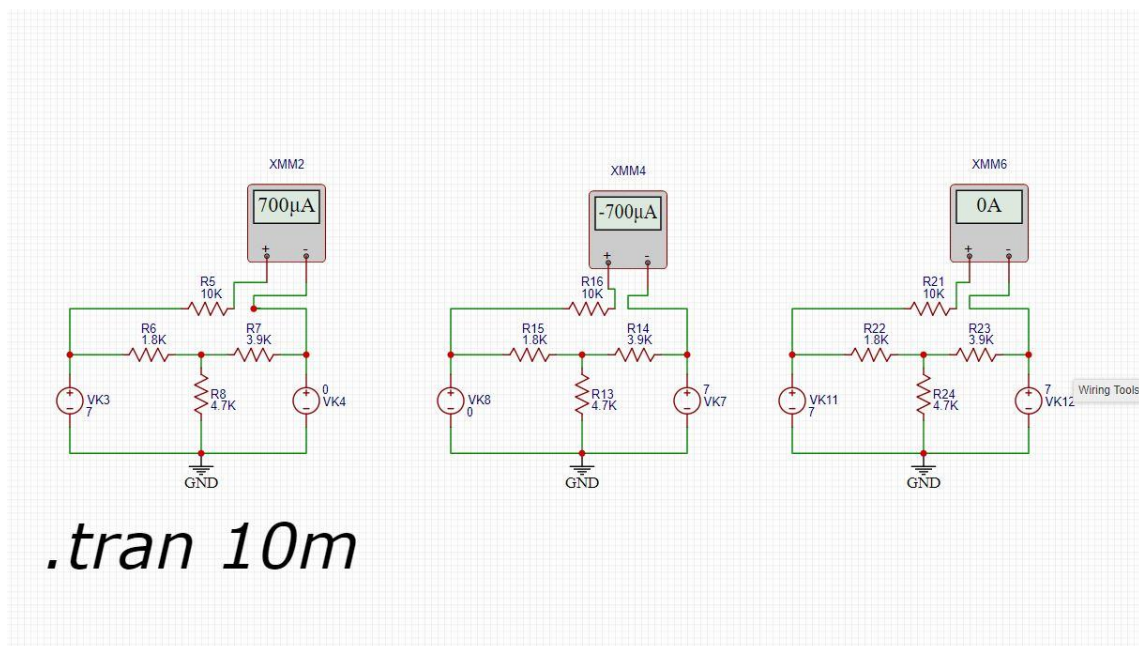 XMM2
700µA
+ -
R5
10K
R6
1.8K
R7
3.9K
R8
4.7K
+
-
VK3
7
+
-
0
VK4
GND
XMM4
-700µA
+ -
R16
10K
R15
1.8K
R14
3.9K
R13
4.7K
+
-
VK8
0
+
-
7
VK7
GND
XMM6
0A
+ -
R21
10K
R22
1.8K
R23
3.9K
R24
4.7K
+
-
VK11
7
+
-
7
VK12
GND
Wiring Tools
.tran 10m